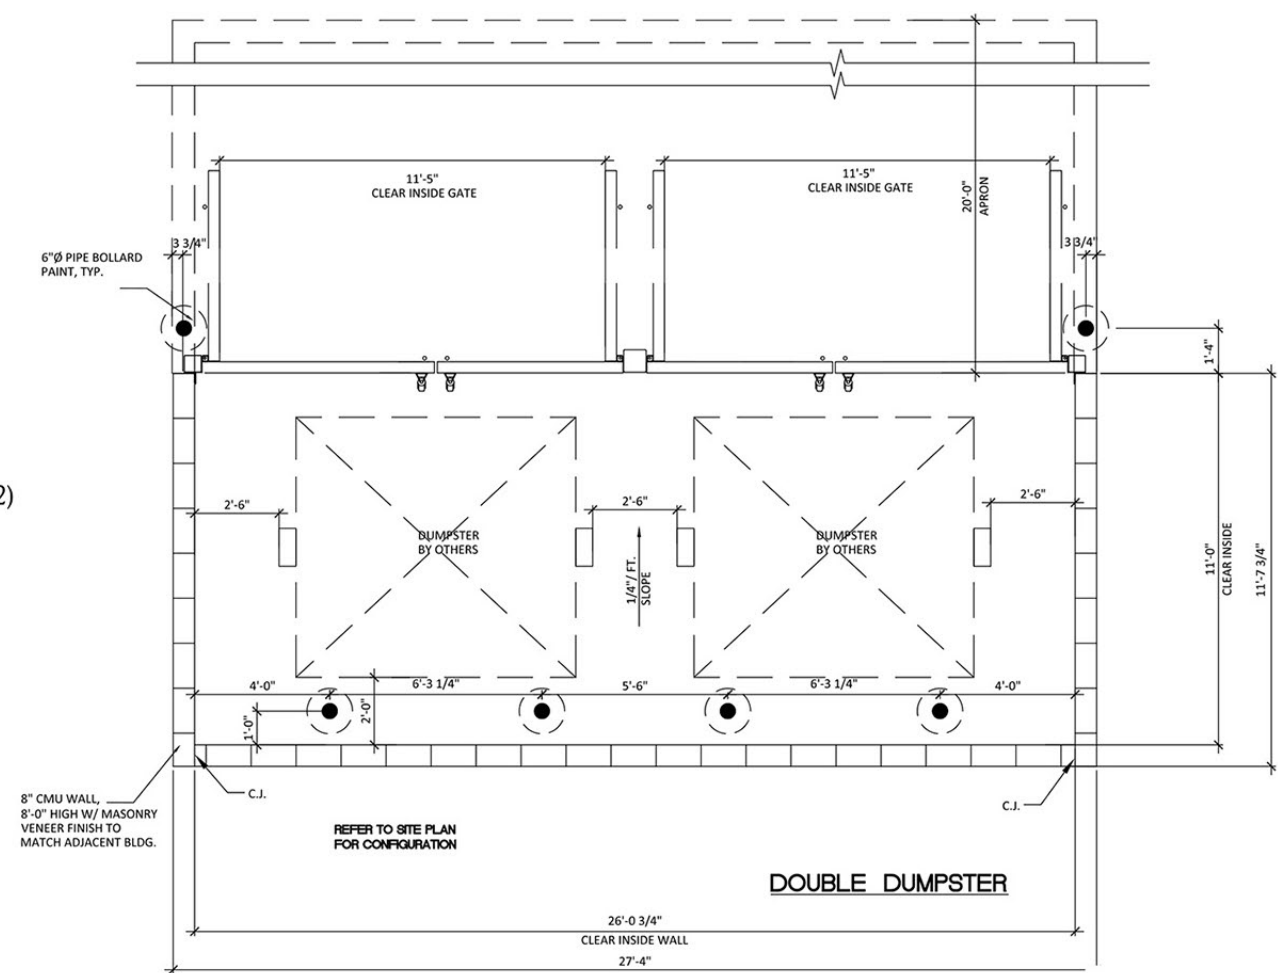 11'-5"
CLEAR INSIDE GATE
11'-5"
CLEAR INSIDE GATE
20'-0"
APRON
3 3/4"
3 3/4"
6"Ø PIPE BOLLARD
PAINT, TYP.
1'-4"
2)
2'-6"
2'-6"
2'-6"
DUMPSTER
BY OTHERS
DUMPSTER
BY OTHERS
1/4"/ FT.
SLOPE
11'-0"
CLEAR INSIDE
11'-7 3/4"
4'-0"
6'-3 1/4"
5'-6"
6'-3 1/4"
4'-0"
1'-0"
2'-0"
8" CMU WALL,
8'-0" HIGH W/ MASONRY
VENEER FINISH TO
MATCH ADJACENT BLDG.
C.J.
C.J.
REFER TO SITE PLAN
FOR CONFIGURATION
DOUBLE DUMPSTER
26'-0 3/4"
CLEAR INSIDE WALL
27'-4"